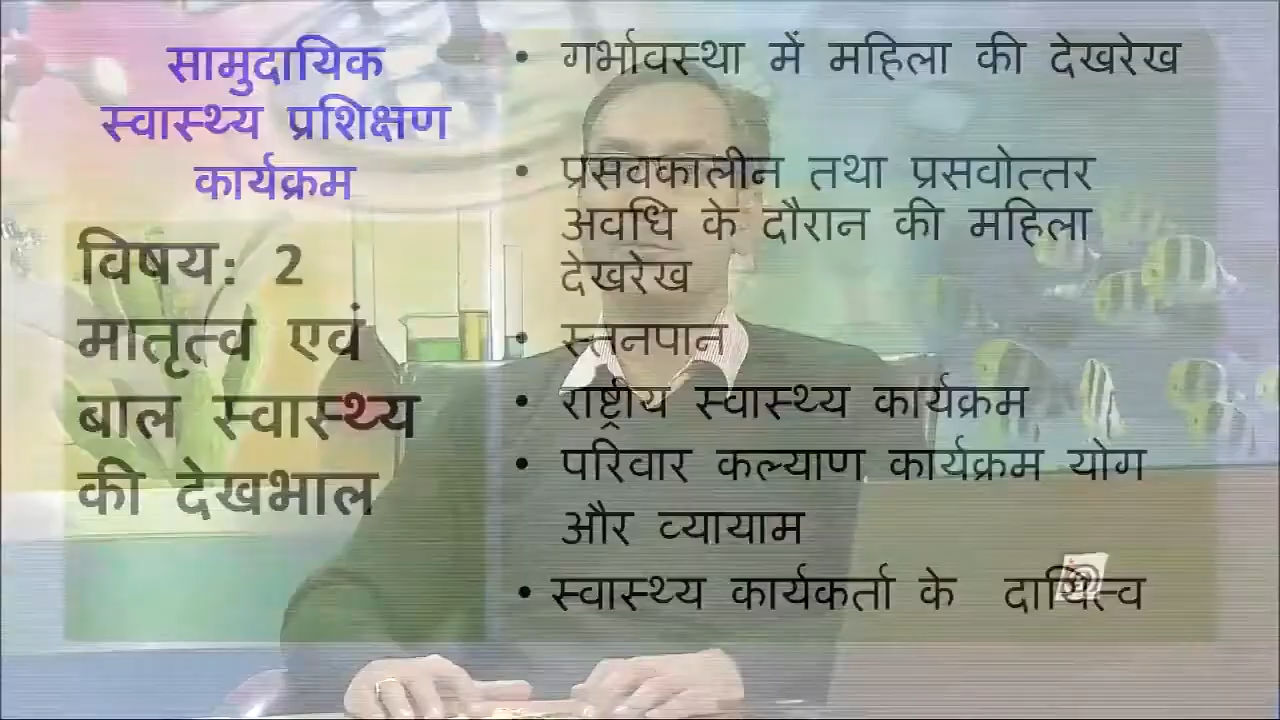 सामुदायिक
स्वास्थ्य प्रशिक्षण
कार्यक्रम
विषय: 2
मातृत्व एवं
बाल स्वास्थ्य
की देखभाल
• गर्भावस्था में महिला की देखरेख
• प्रसवकालीन तथा प्रसवोत्तर
अवधि के दौरान की महिला
देखरेख
• स्तनपान
• राष्ट्रीय स्वास्थ्य कार्यक्रम
• परिवार कल्याण कार्यक्रम योग
और व्यायाम
• स्वास्थ्य कार्यकर्ता के दायित्व